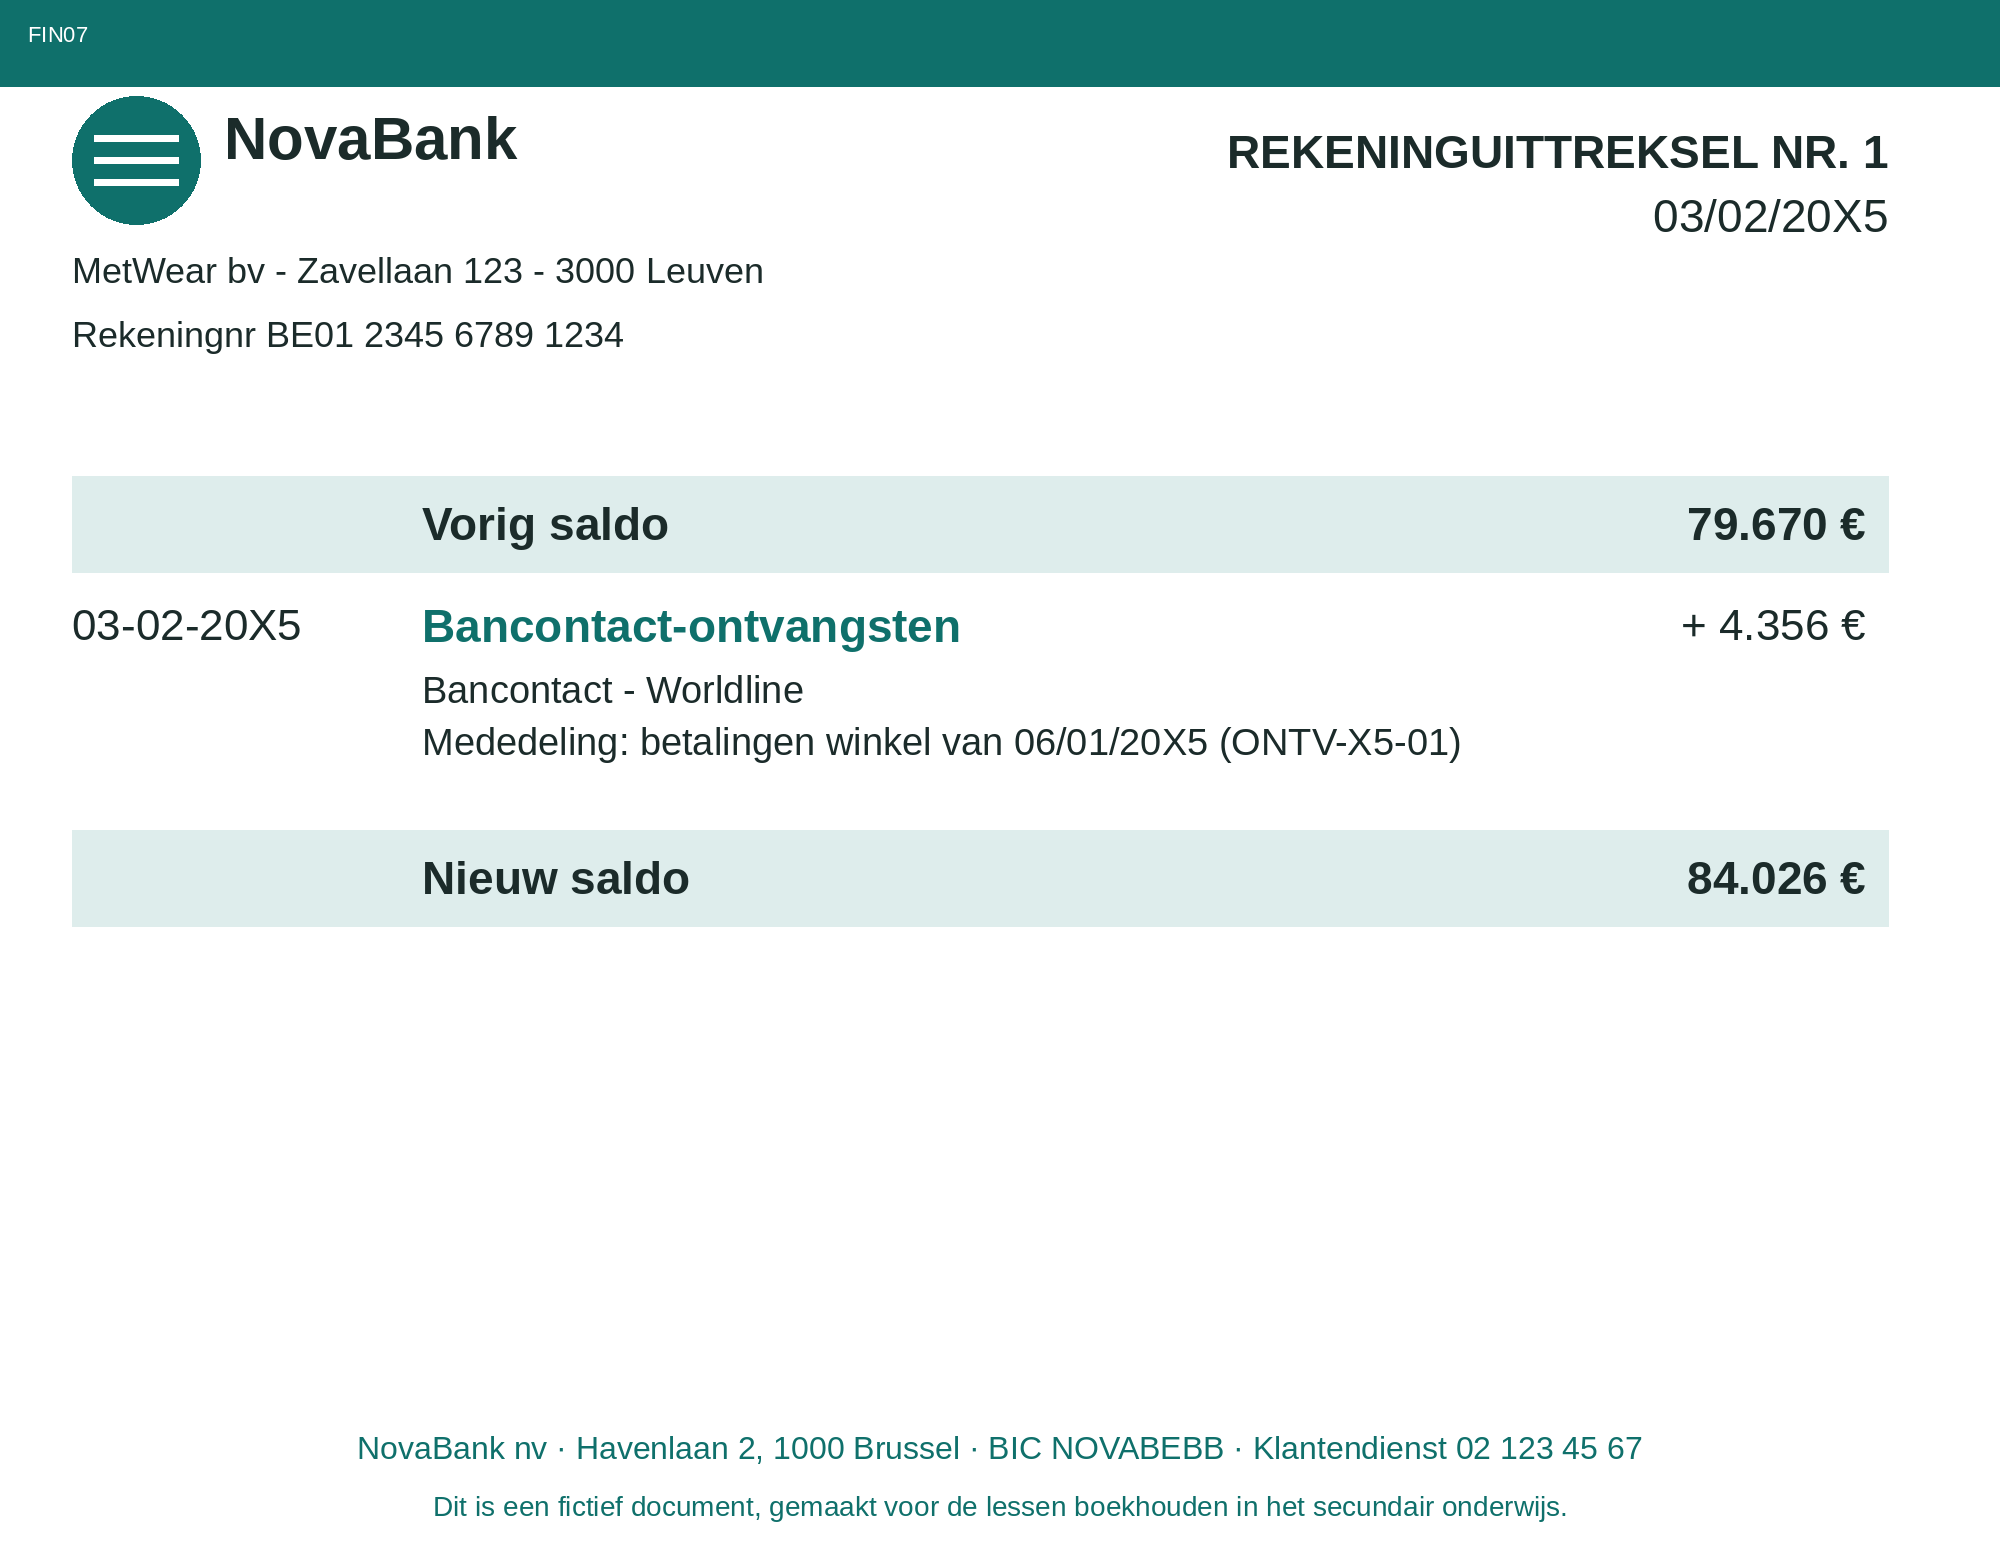 FIN07
NovaBank
REKENINGUITTREKSEL NR. 1
03/02/20X5
MetWear bv - Zavellaan 123 - 3000 Leuven
Rekeningnr BE01 2345 6789 1234
Vorig saldo 79.670 €
03-02-20X5 Bancontact-ontvangsten + 4.356 €
Bancontact - Worldline
Mededeling: betalingen winkel van 06/01/20X5 (ONTV-X5-01)
Nieuw saldo 84.026 €
NovaBank nv · Havenlaan 2, 1000 Brussel · BIC NOVABEBB · Klantendienst 02 123 45 67
Dit is een fictief document, gemaakt voor de lessen boekhouden in het secundair onderwijs.